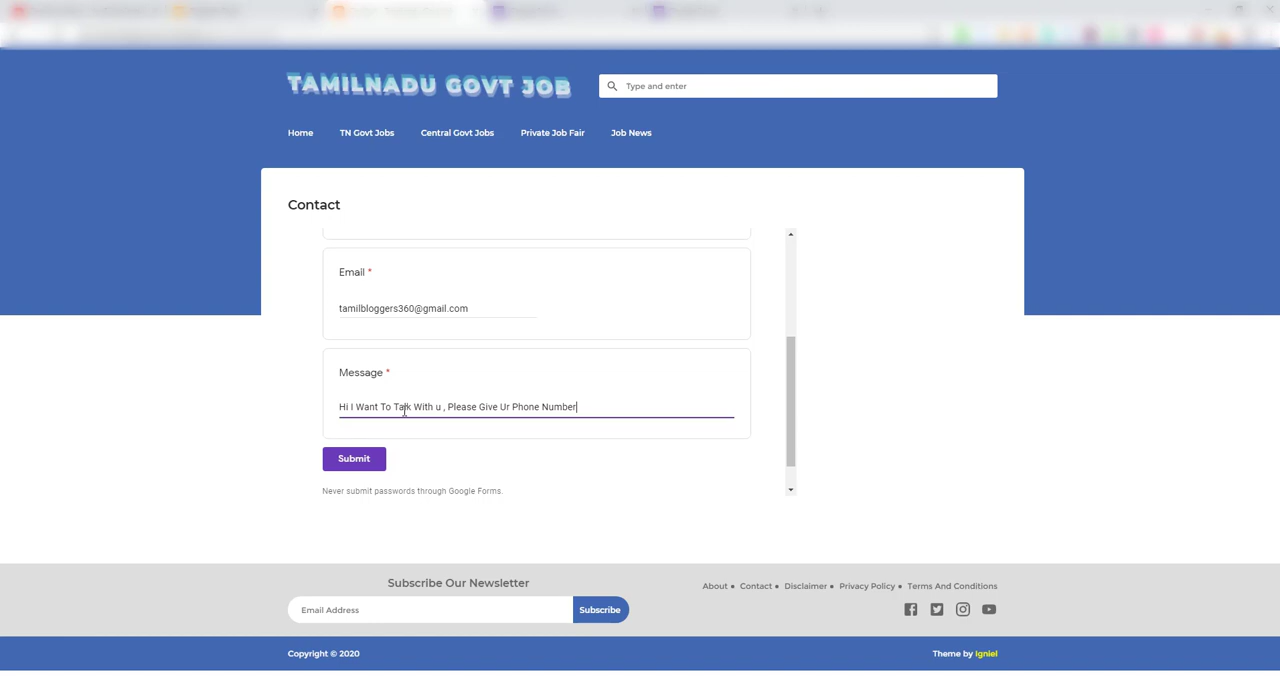 TAMILNADU GOVT JOB
Type and enter
Home TN Govt Jobs Central Govt Jobs Private Job Fair Job News
Contact
Email *
tamilbloggers360@gmail.com
Message *
Hi I Want To Talk With u , Please Give Ur Phone Number
Submit
Never submit passwords through Google Forms.
Subscribe Our Newsletter
Email Address
Subscribe
About Contact Disclaimer Privacy Policy Terms And Conditions
Copyright © 2020
Theme by Igniel